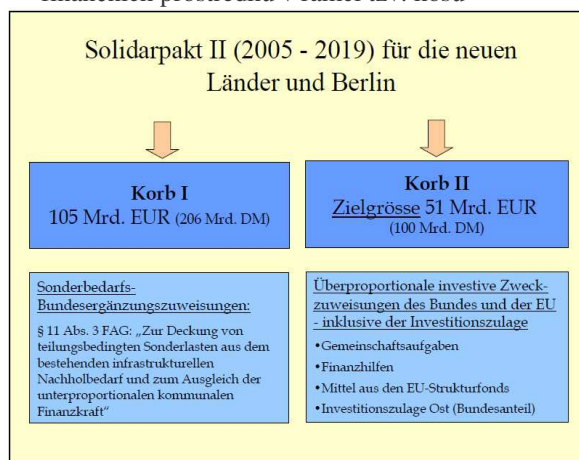 Solidarpakt II (2005 - 2019) für die neuen
Länder und Berlin
Korb I
105 Mrd. EUR (206 Mrd. DM)
Korb II
Zielgrösse 51 Mrd. EUR
(100 Mrd. DM)
Sonderbedarfs-
Bundesergänzungszuweisungen:
§ 11 Abs. 3 FAG: „Zur Deckung von
teilungsbedingten Sonderlasten aus dem
bestehenden infrastrukturellen
Nachholbedarf und zum Ausgleich der
unterproportionalen kommunalen
Finanzkraft“
Überproportionale investive Zweck-
zuweisungen des Bundes und der EU
- inklusive der Investitionszulage
•Gemeinschaftsaufgaben
•Finanzhilfen
•Mittel aus den EU-Strukturfonds
•Investitionszulage Ost (Bundesanteil)